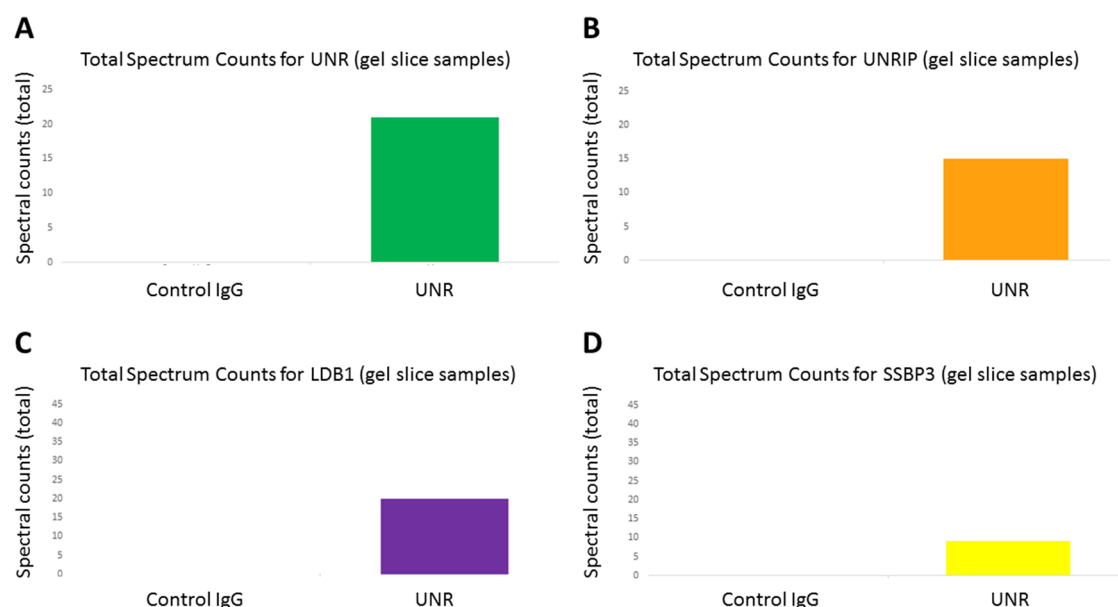 A
Total Spectrum Counts for UNR (gel slice samples)
Spectral counts (total)
25
20
15
10
5
0
Control IgG
UNR
B
Total Spectrum Counts for UNRIP (gel slice samples)
Spectral counts (total)
25
20
15
10
5
0
Control IgG
UNR
C
Total Spectrum Counts for LDB1 (gel slice samples)
Spectral counts (total)
45
40
35
30
25
20
15
10
5
0
Control IgG
UNR
D
Total Spectrum Counts for SSBP3 (gel slice samples)
Spectral counts (total)
45
40
35
30
25
20
15
10
5
0
Control IgG
UNR